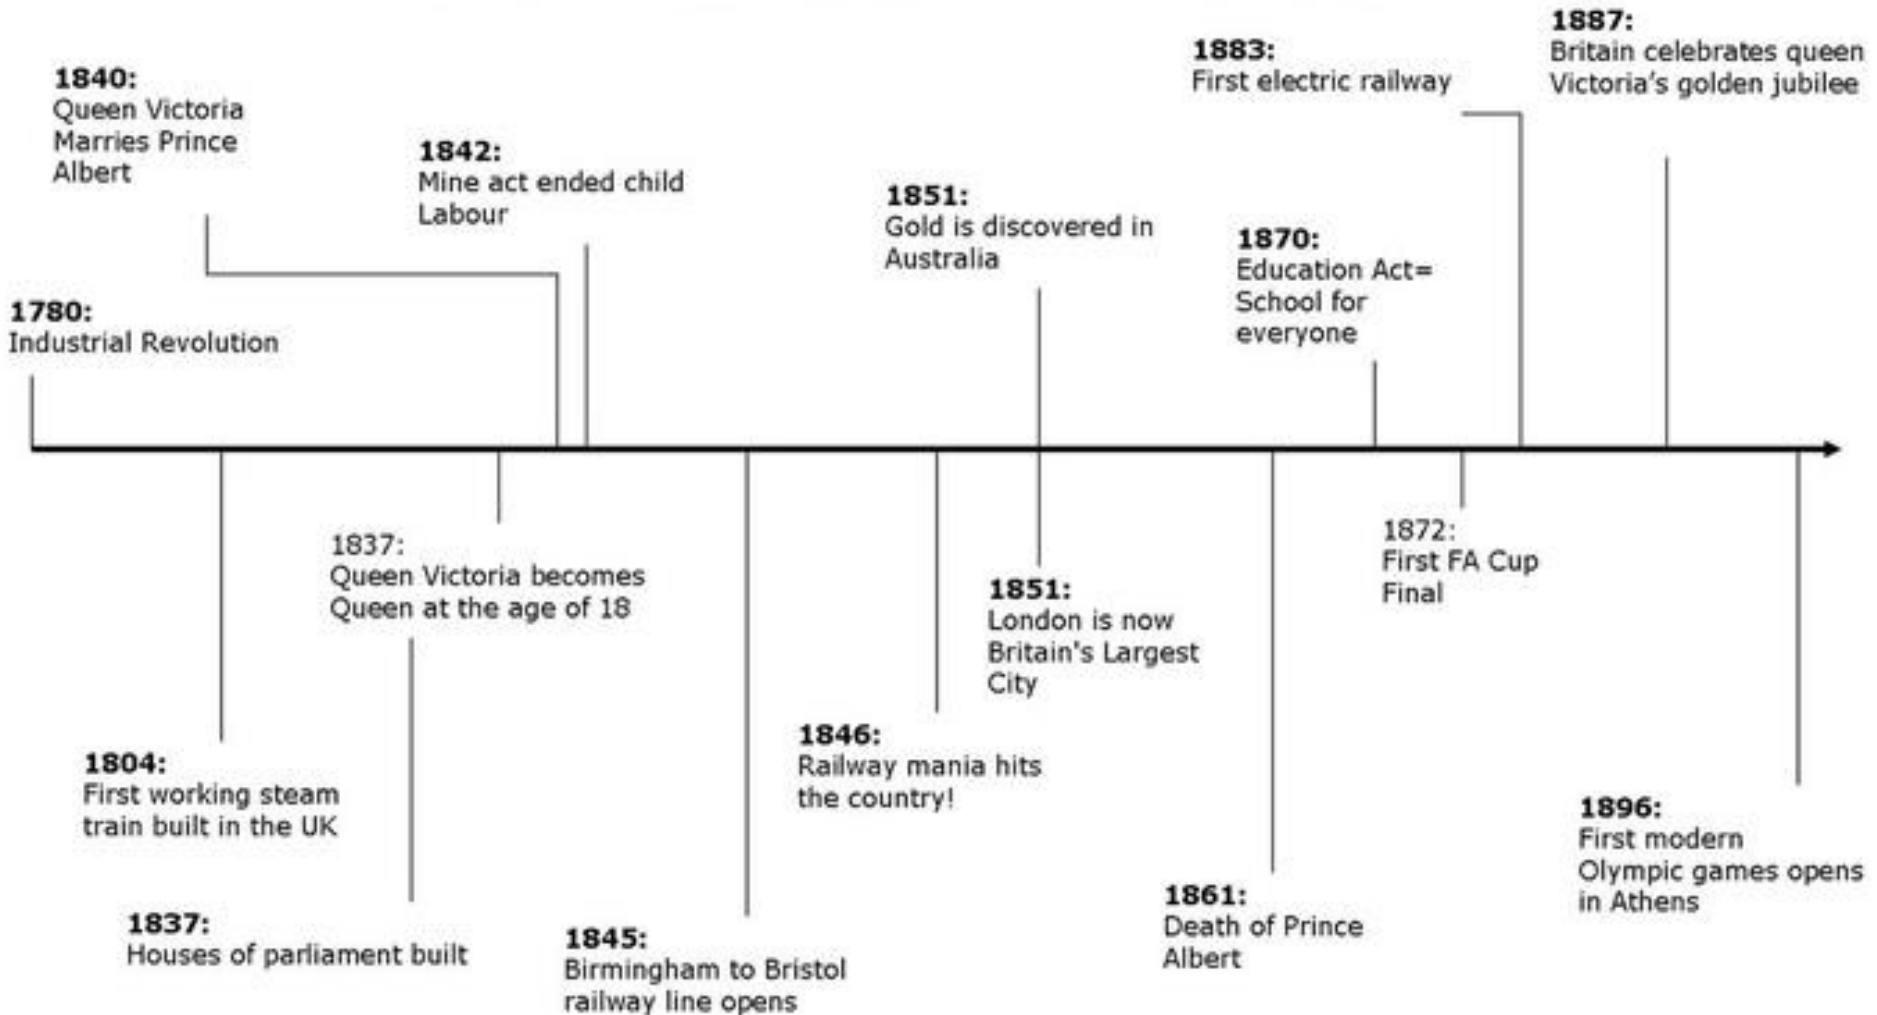 1840:
Queen Victoria
Marries Prince
Albert
1842:
Mine act ended child
Labour
1851:
Gold is discovered in
Australia
1883:
First electric railway
1887:
Britain celebrates queen
Victoria's golden jubilee
1870:
Education Act=
School for
everyone
1780:
Industrial Revolution
1837:
Queen Victoria becomes
Queen at the age of 18
1804:
First working steam
train built in the UK
1837:
Houses of parliament built
1845:
Birmingham to Bristol
railway line opens
1846:
Railway mania hits
the country!
1851:
London is now
Britain's Largest
City
1861:
Death of Prince
Albert
1872:
First FA Cup
Final
1896:
First modern
Olympic games opens
in Athens